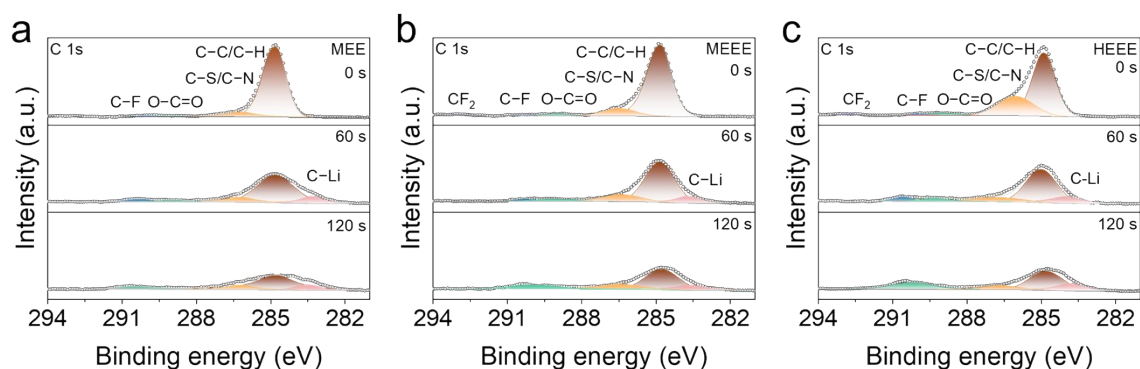 a
C 1s
C−C/C−H
MEE
0 s
C−S/C−N
C−F O−C=O
60 s
C−Li
120 s
Intensity (a.u.)
294 291 288 285 282
Binding energy (eV)
b
C 1s
C−C/C−H
MEEE
0 s
C−S/C−N
CF2 C−F O−C=O
60 s
C−Li
120 s
Intensity (a.u.)
294 291 288 285 282
Binding energy (eV)
c
C 1s
C−C/C−H
HEEE
0 s
C−S/C−N
CF2 C−F O−C=O
60 s
C-Li
120 s
Intensity (a.u.)
294 291 288 285 282
Binding energy (eV)